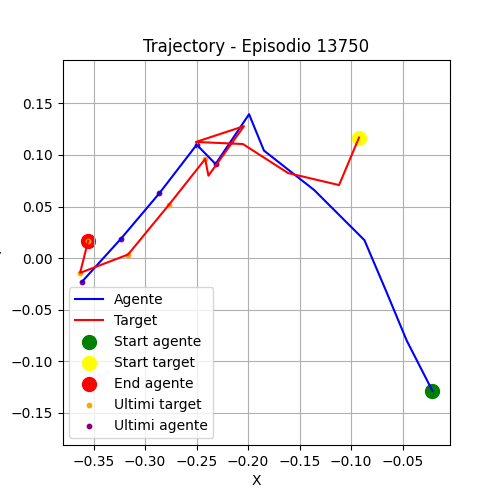 Trajectory - Episodio 13750
0.15
0.10
0.05
0.00
−0.05
−0.10
−0.15
Agente
Target
Start agente
Start target
End agente
Ultimi target
Ultimi agente
−0.35 −0.30 −0.25 −0.20 −0.15 −0.10 −0.05
X